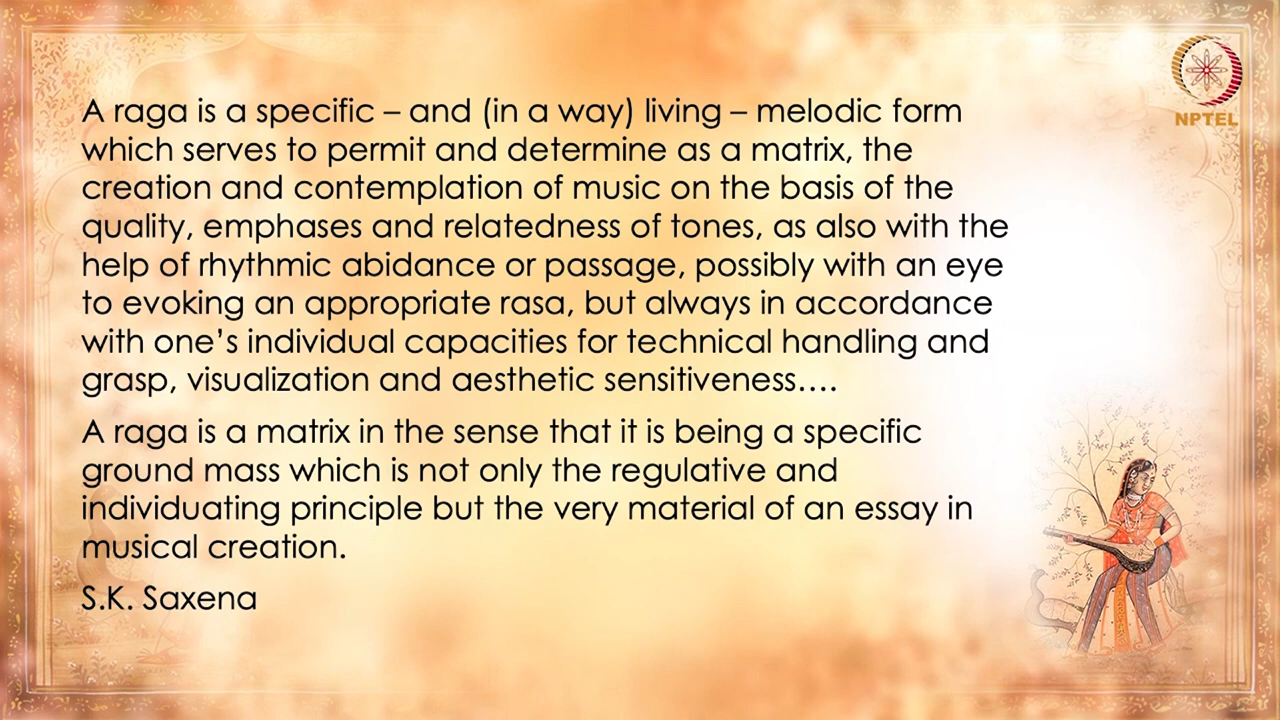 A raga is a specific – and (in a way) living – melodic form
which serves to permit and determine as a matrix, the
creation and contemplation of music on the basis of the
quality, emphases and relatedness of tones, as also with the
help of rhythmic abidance or passage, possibly with an eye
to evoking an appropriate rasa, but always in accordance
with one’s individual capacities for technical handling and
grasp, visualization and aesthetic sensitiveness….
A raga is a matrix in the sense that it is being a specific
ground mass which is not only the regulative and
individuating principle but the very material of an essay in
musical creation.
S.K. Saxena
NPTEL